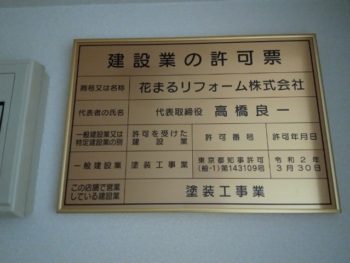 建設業の許可票
商号又は名称 花まるリフォーム株式会社
代表者の氏名 代表取締役 高橋良一
一般建設業又は特定建設業の別 許可を受けた建設業 許可番号 許可年月日
一般建設業 塗装工事業 東京都知事許可(般-1)第143109号 令和2年3月30日
この店舗で営業している建設業 塗装工事業